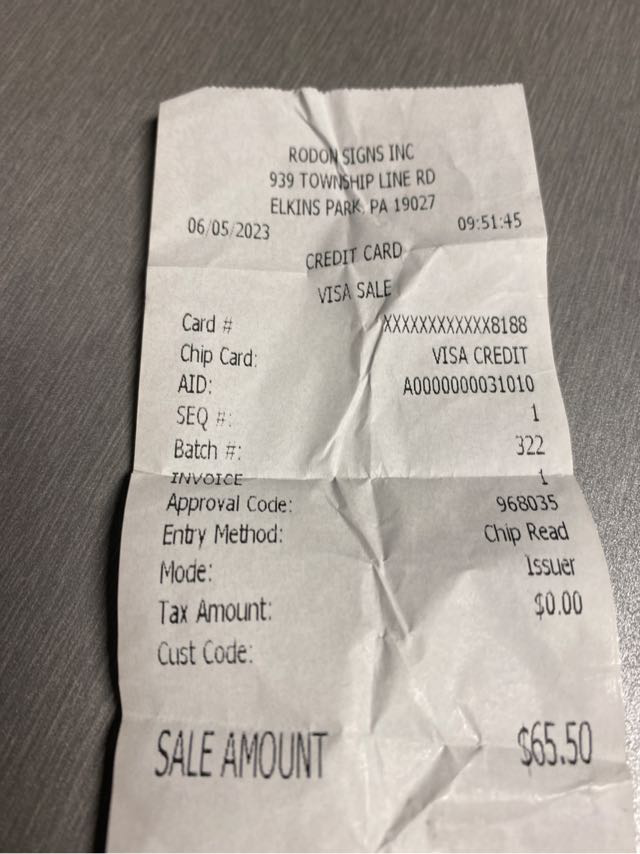 RODON SIGNS INC
939 TOWNSHIP LINE RD
ELKINS PARK, PA 19027
06/05/2023 09:51:45
CREDIT CARD
VISA SALE
Card # XXXXXXXXXXXX8188
Chip Card: VISA CREDIT
AID: A0000000031010
SEQ #: 1
Batch #: 322
INVOICE 1
Approval Code: 968035
Entry Method: Chip Read
Mode: Issuer
Tax Amount: $0.00
Cust Code:
SALE AMOUNT $65.50